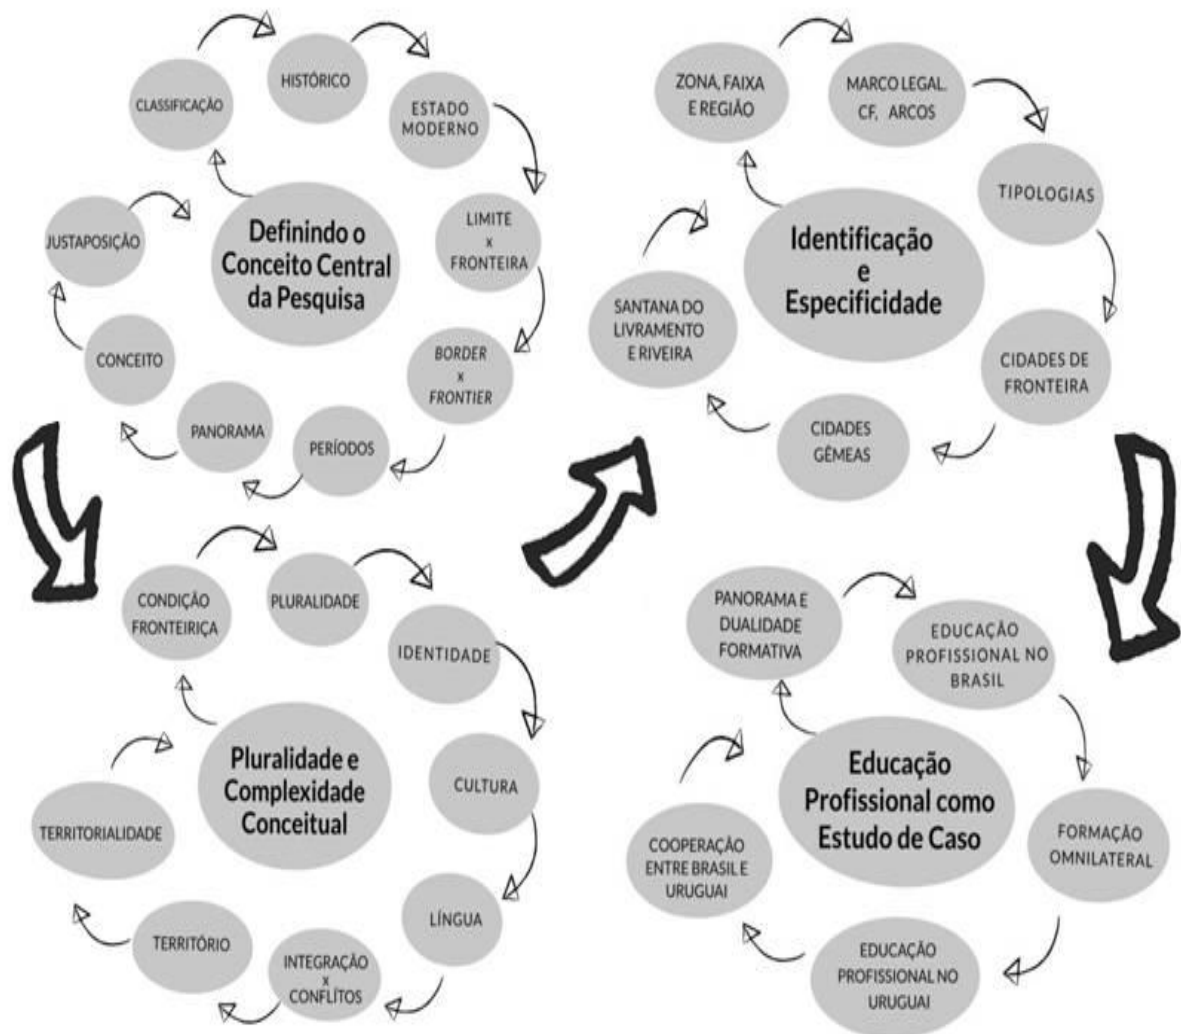 Definindo o
Conceito Central
da Pesquisa
CLASSIFICAÇÃO
HISTÓRICO
ESTADO
MODERNO
LIMITE
x
FRONTEIRA
BORDER
x
FRONTIER
PERÍODOS
PANORAMA
CONCEITO
JUSTAPOSIÇÃO
Pluralidade e
Complexidade
Conceitual
CONDIÇÃO
FRONTEIRIÇA
PLURALIDADE
IDENTIDADE
CULTURA
LÍNGUA
INTEGRAÇÃO
x
CONFLÍTOS
TERRITÓRIO
TERRITORIALIDADE
Identificação
e
Especificidade
ZONA, FAIXA
E REGIÃO
MARCO LEGAL,
CF, ARCOS
TIPOLOGIAS
CIDADES DE
FRONTEIRA
CIDADES
GÊMEAS
SANTANA DO
LIVRAMENTO
E RIVEIRA
Educação
Profissional como
Estudo de Caso
PANORAMA E
DUALIDADE
FORMATIVA
EDUCAÇÃO
PROFISSIONAL NO
BRASIL
FORMAÇÃO
OMNILATERAL
EDUCAÇÃO
PROFISSIONAL NO
URUGUAI
COOPERAÇÃO
ENTRE BRASIL E
URUGUAI